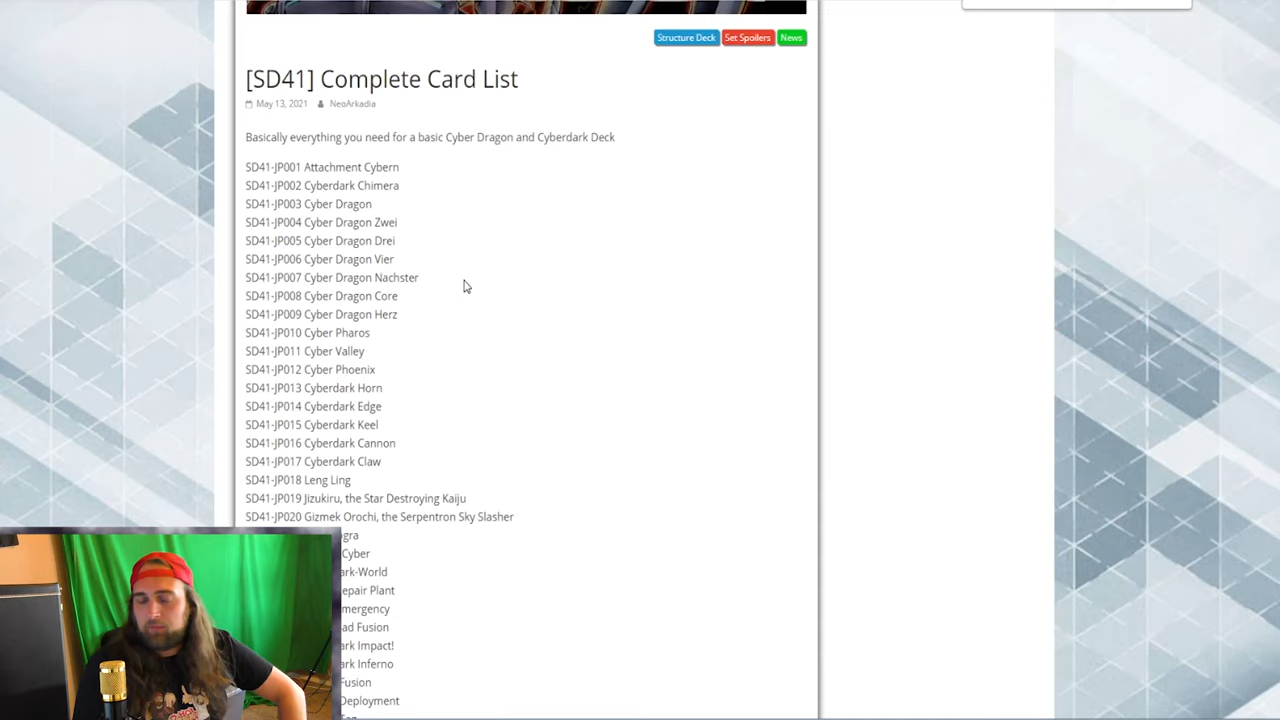 Structure Deck Set Spoilers News
[SD41] Complete Card List
May 13, 2021 NeoArkadia
Basically everything you need for a basic Cyber Dragon and Cyberdark Deck
SD41-JP001 Attachment Cybern
SD41-JP002 Cyberdark Chimera
SD41-JP003 Cyber Dragon
SD41-JP004 Cyber Dragon Zwei
SD41-JP005 Cyber Dragon Drei
SD41-JP006 Cyber Dragon Vier
SD41-JP007 Cyber Dragon Nachster
SD41-JP008 Cyber Dragon Core
SD41-JP009 Cyber Dragon Herz
SD41-JP010 Cyber Pharos
SD41-JP011 Cyber Valley
SD41-JP012 Cyber Phoenix
SD41-JP013 Cyberdark Horn
SD41-JP014 Cyberdark Edge
SD41-JP015 Cyberdark Keel
SD41-JP016 Cyberdark Cannon
SD41-JP017 Cyberdark Claw
SD41-JP018 Leng Ling
SD41-JP019 Jizukiru, the Star Destroying Kaiju
SD41-JP020 Gizmek Orochi, the Serpentron Sky Slasher
ogra
Cyber
ark-World
epair Plant
mergency
ad Fusion
ark Impact!
ark Inferno
Fusion
Deployment